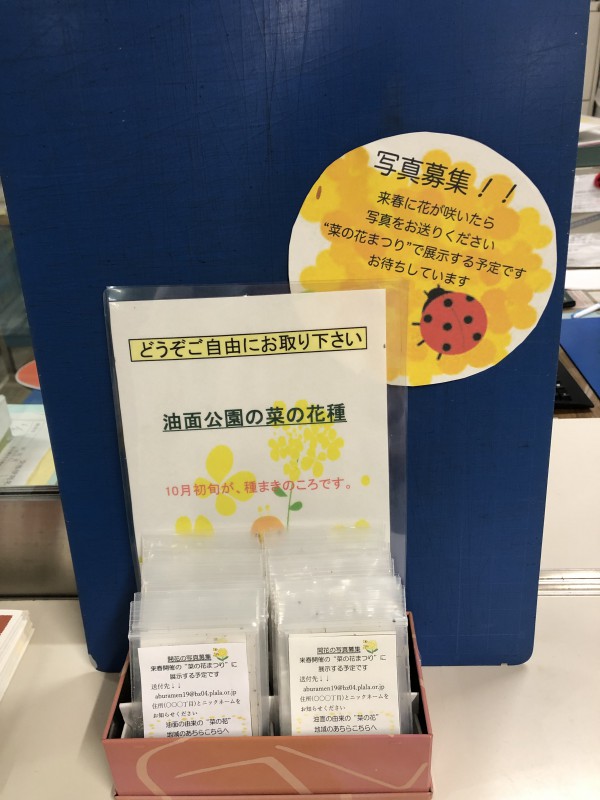 写真募集！！
来春に花が咲いたら
写真をお送りください
“菜の花まつり”で展示する予定です
お待ちしています
どうぞご自由にお取り下さい
油面公園の菜の花種
10月初旬が、種まきのころです。
開花の写真募集
来春開催の“菜の花まつり”に
展示する予定です
送付先↓↓
aburamen19@ba04.plala.or.jp
住所(○○○丁目)とニックネームを
お知らせください
油面の由来の“菜の花”
地域のあちらこちらへ
開花の写真募集
来春開催の“菜の花まつり”に
展示する予定です
送付先↓↓
aburamen19@ba04.plala.or.jp
住所(○○○丁目)とニックネームを
お知らせください
油面の由来の“菜の花”
地域のあちらこちらへ